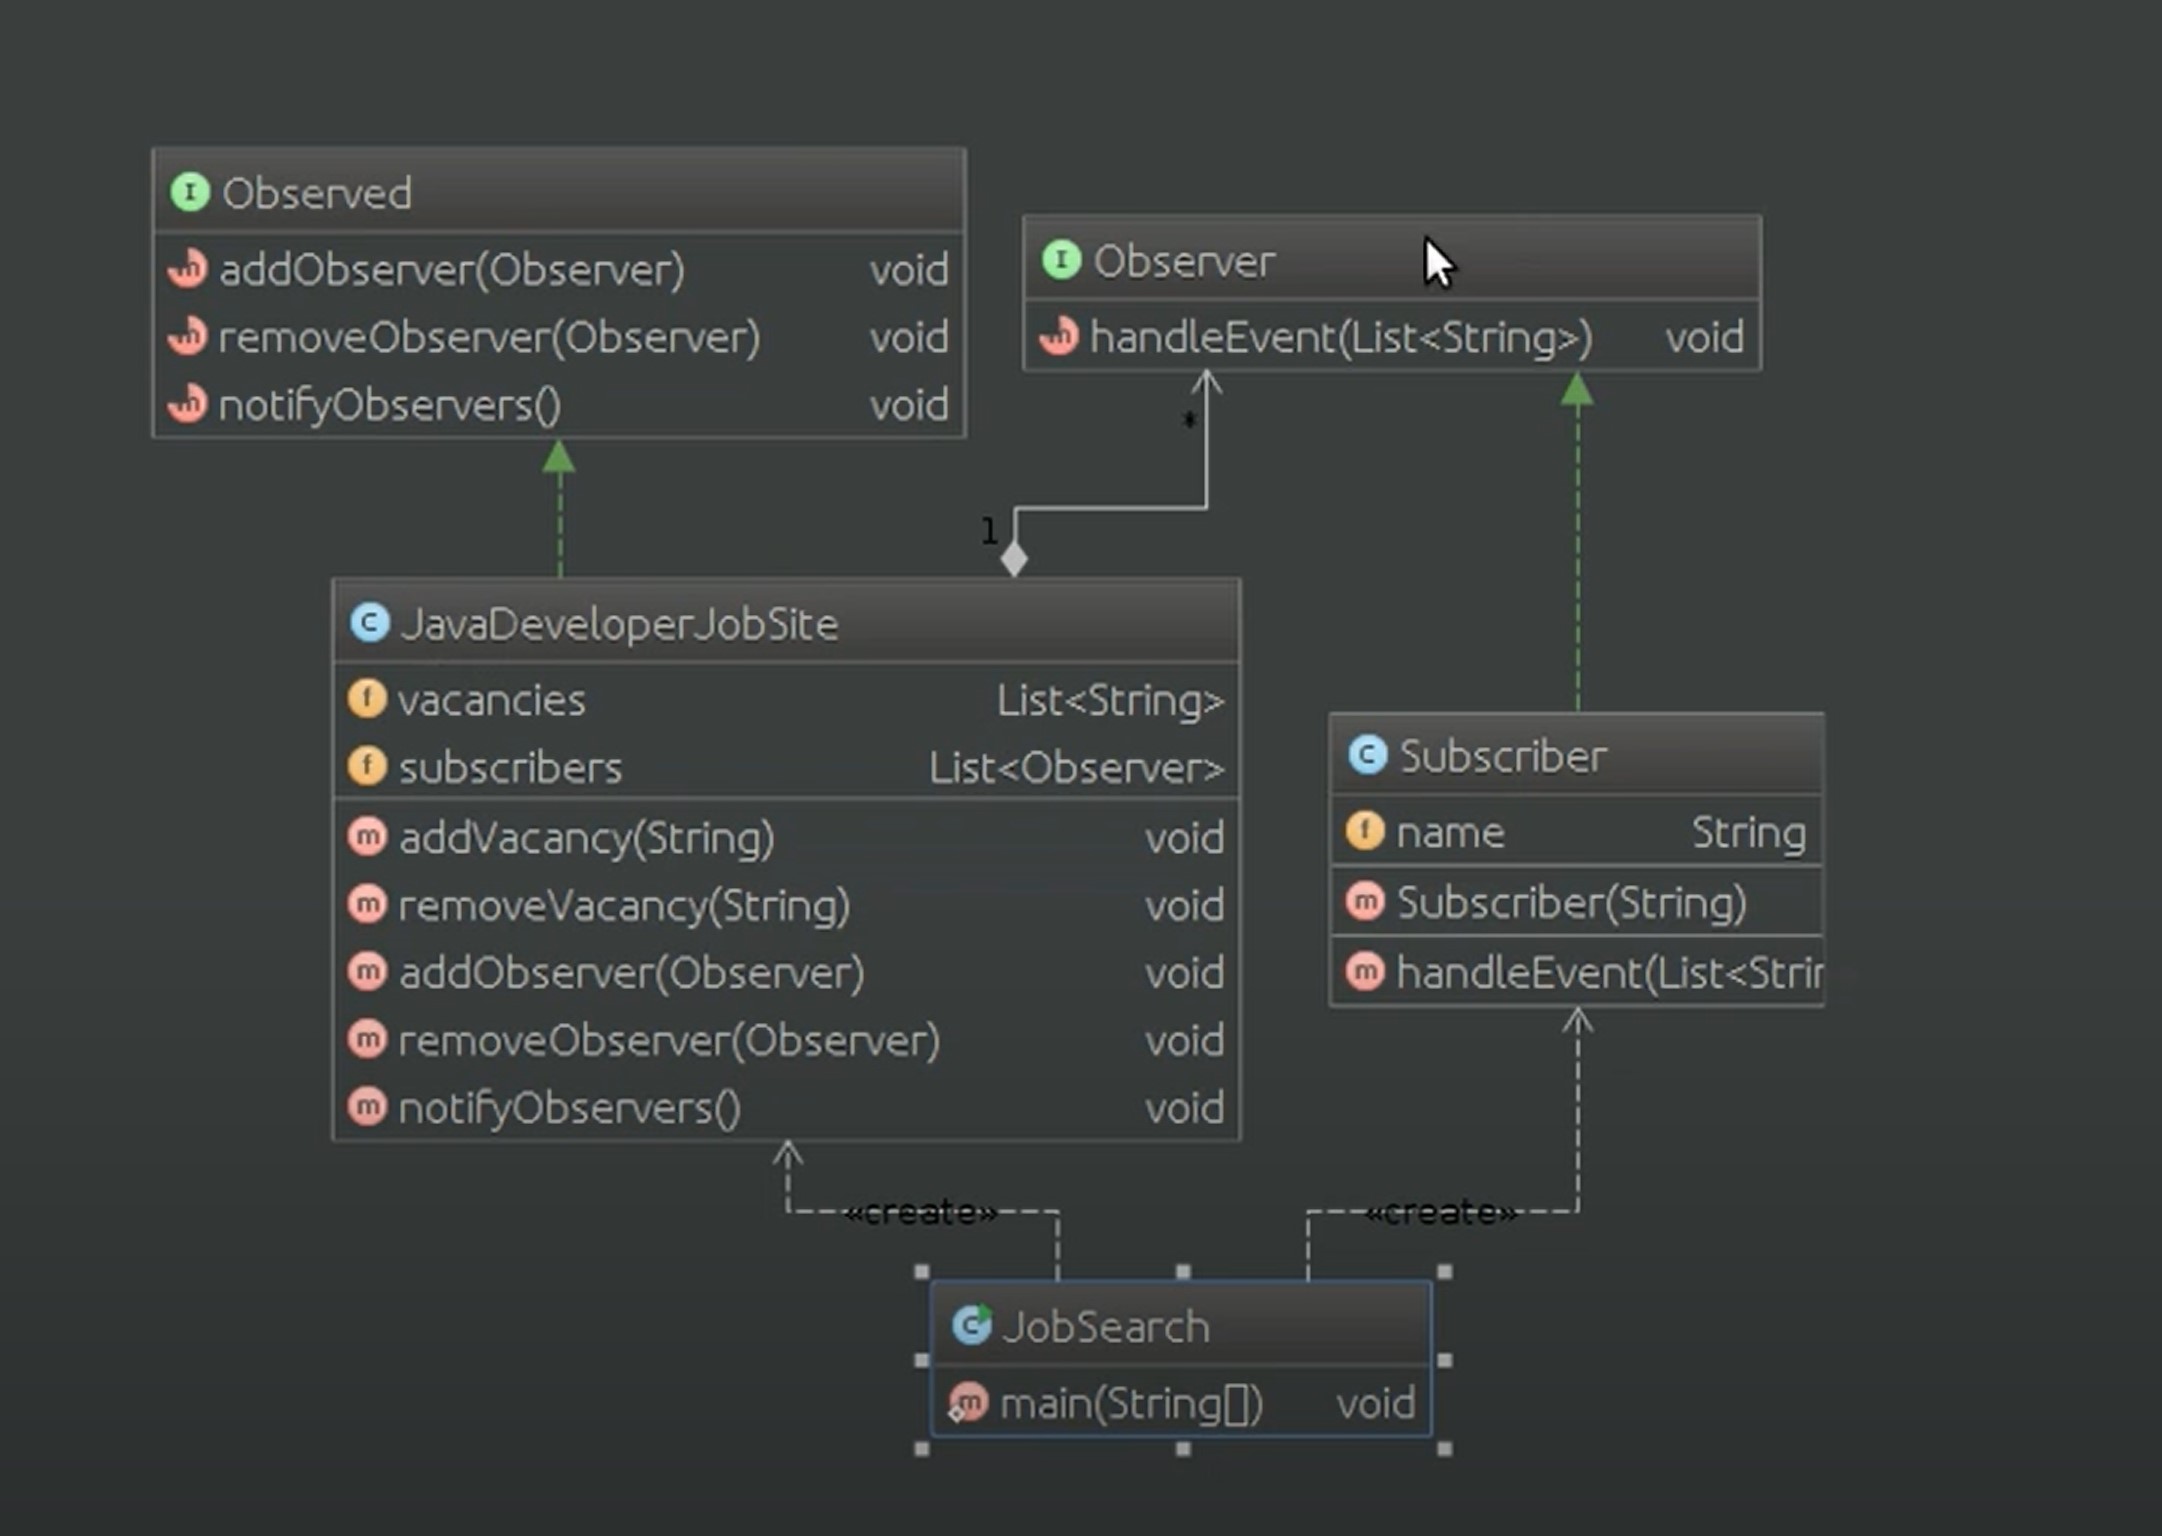 Observed
addObserver(Observer) void
removeObserver(Observer) void
notifyObservers() void
Observer
handleEvent(List<String>) void
*
1
JavaDeveloperJobSite
vacancies List<String>
subscribers List<Observer>
addVacancy(String) void
removeVacancy(String) void
addObserver(Observer) void
removeObserver(Observer) void
notifyObservers() void
Subscriber
name String
Subscriber(String)
handleEvent(List<Strin
«create»
«create»
JobSearch
main(String[]) void